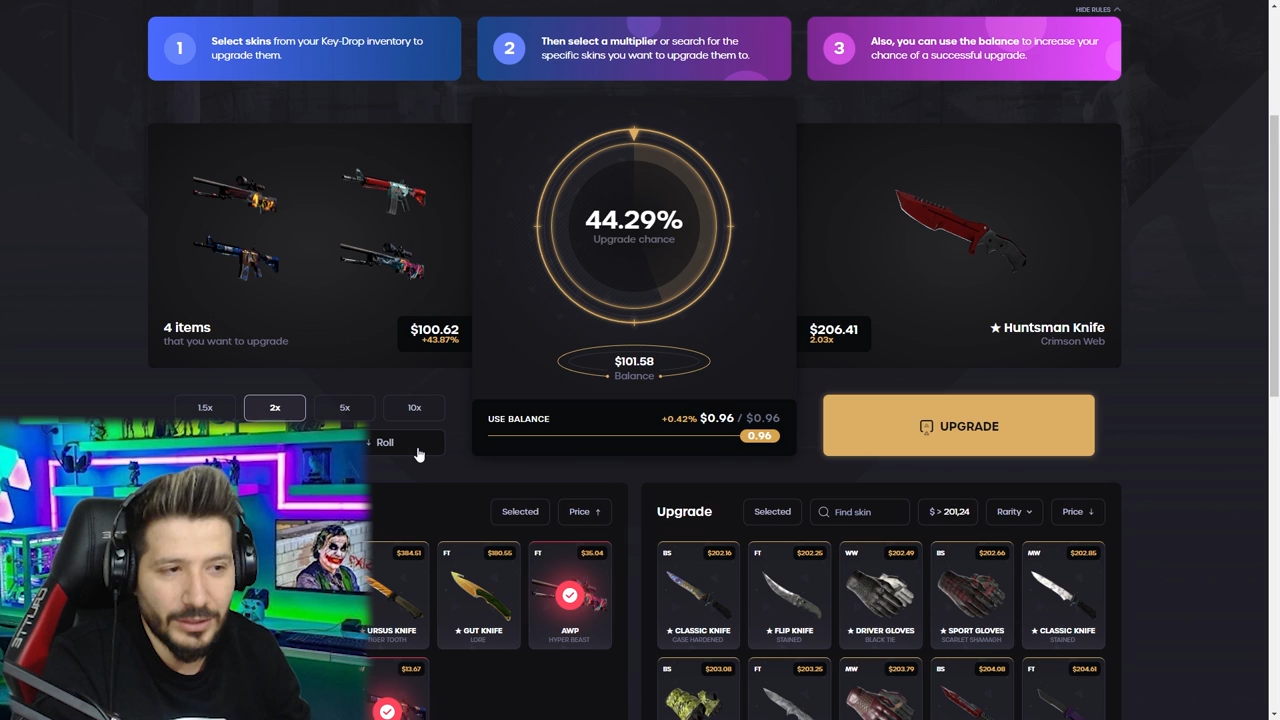 HIDE RULES
1
Select skins from your Key-Drop inventory to
upgrade them.
2
Then select a multiplier or search for the
specific skins you want to upgrade them to.
3
Also, you can use the balance to increase your
chance of a successful upgrade.
44.29%
Upgrade chance
4 items
that you want to upgrade
$100.62
+43.87%
$101.58
Balance
$206.41
2.03x
★ Huntsman Knife
Crimson Web
1.5x
2x
5x
10x
Roll
USE BALANCE
+0.42% $0.96 / $0.96
0.96
UPGRADE
Selected
Price ↑
$384.51
★ URSUS KNIFE
TIGER TOOTH
FT
$180.55
★ GUT KNIFE
LORE
FT
$35.04
AWP
HYPER BEAST
$13.67
Upgrade
Selected
Find skin
$ > 201,24
Rarity
Price ↓
BS
$202.16
★ CLASSIC KNIFE
CASE HARDENED
FT
$202.25
★ FLIP KNIFE
STAINED
WW
$202.49
★ DRIVER GLOVES
BLACK TIE
BS
$202.66
★ SPORT GLOVES
SCARLET SHAMAGH
MW
$202.85
★ CLASSIC KNIFE
STAINED
BS
$203.08
FT
$203.25
MW
$203.79
BS
$204.08
FT
$204.61